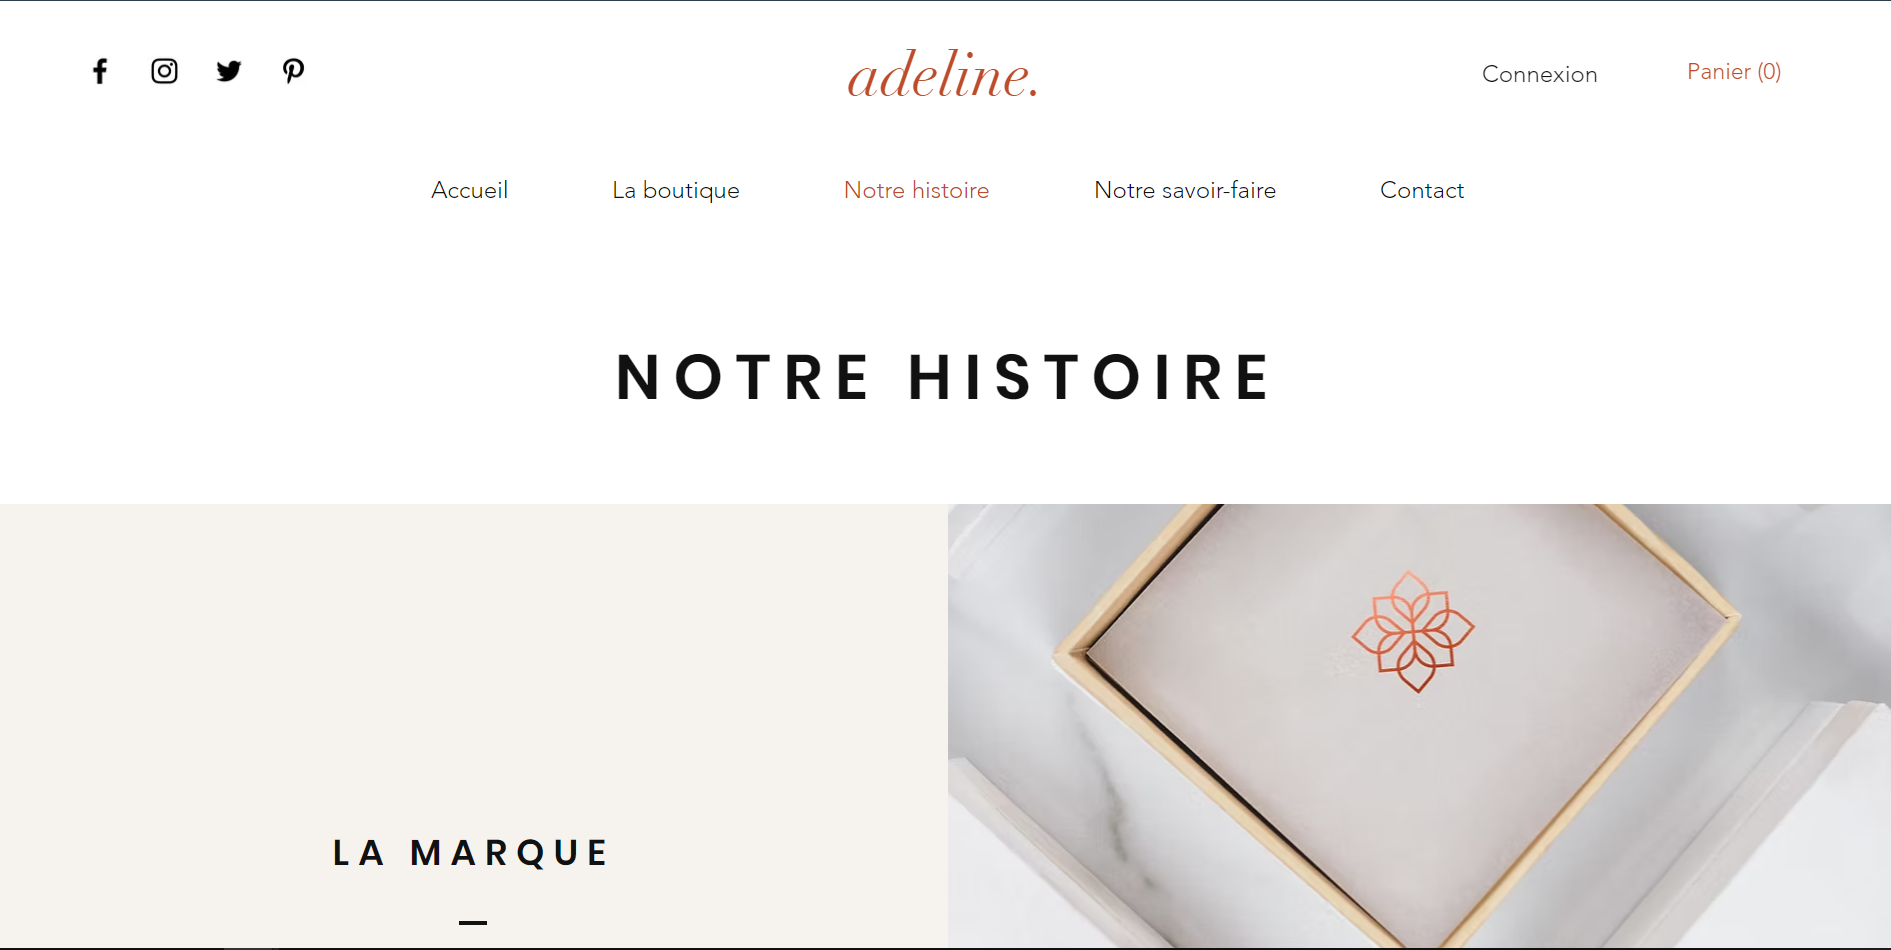 adeline.
Connexion
Panier (0)
Accueil
La boutique
Notre histoire
Notre savoir-faire
Contact
NOTRE HISTOIRE
LA MARQUE